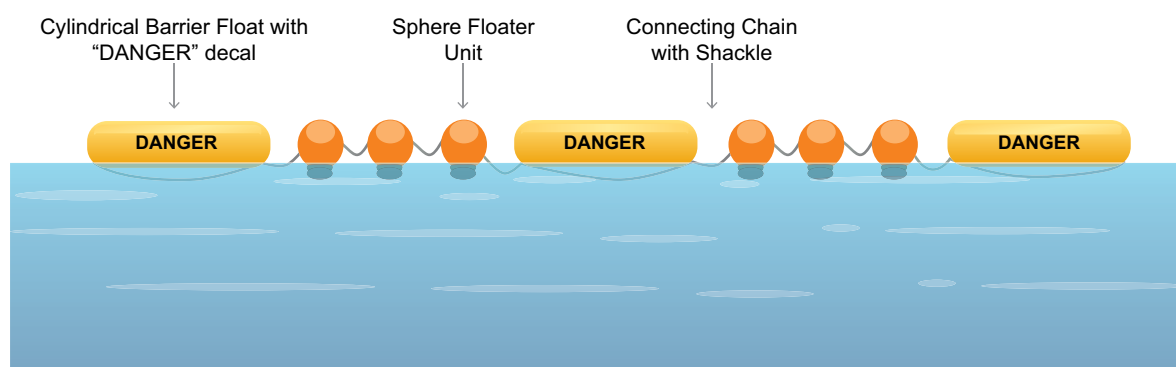 Cylindrical Barrier Float with
“DANGER” decal
Sphere Floater
Unit
Connecting Chain
with Shackle
DANGER
DANGER
DANGER